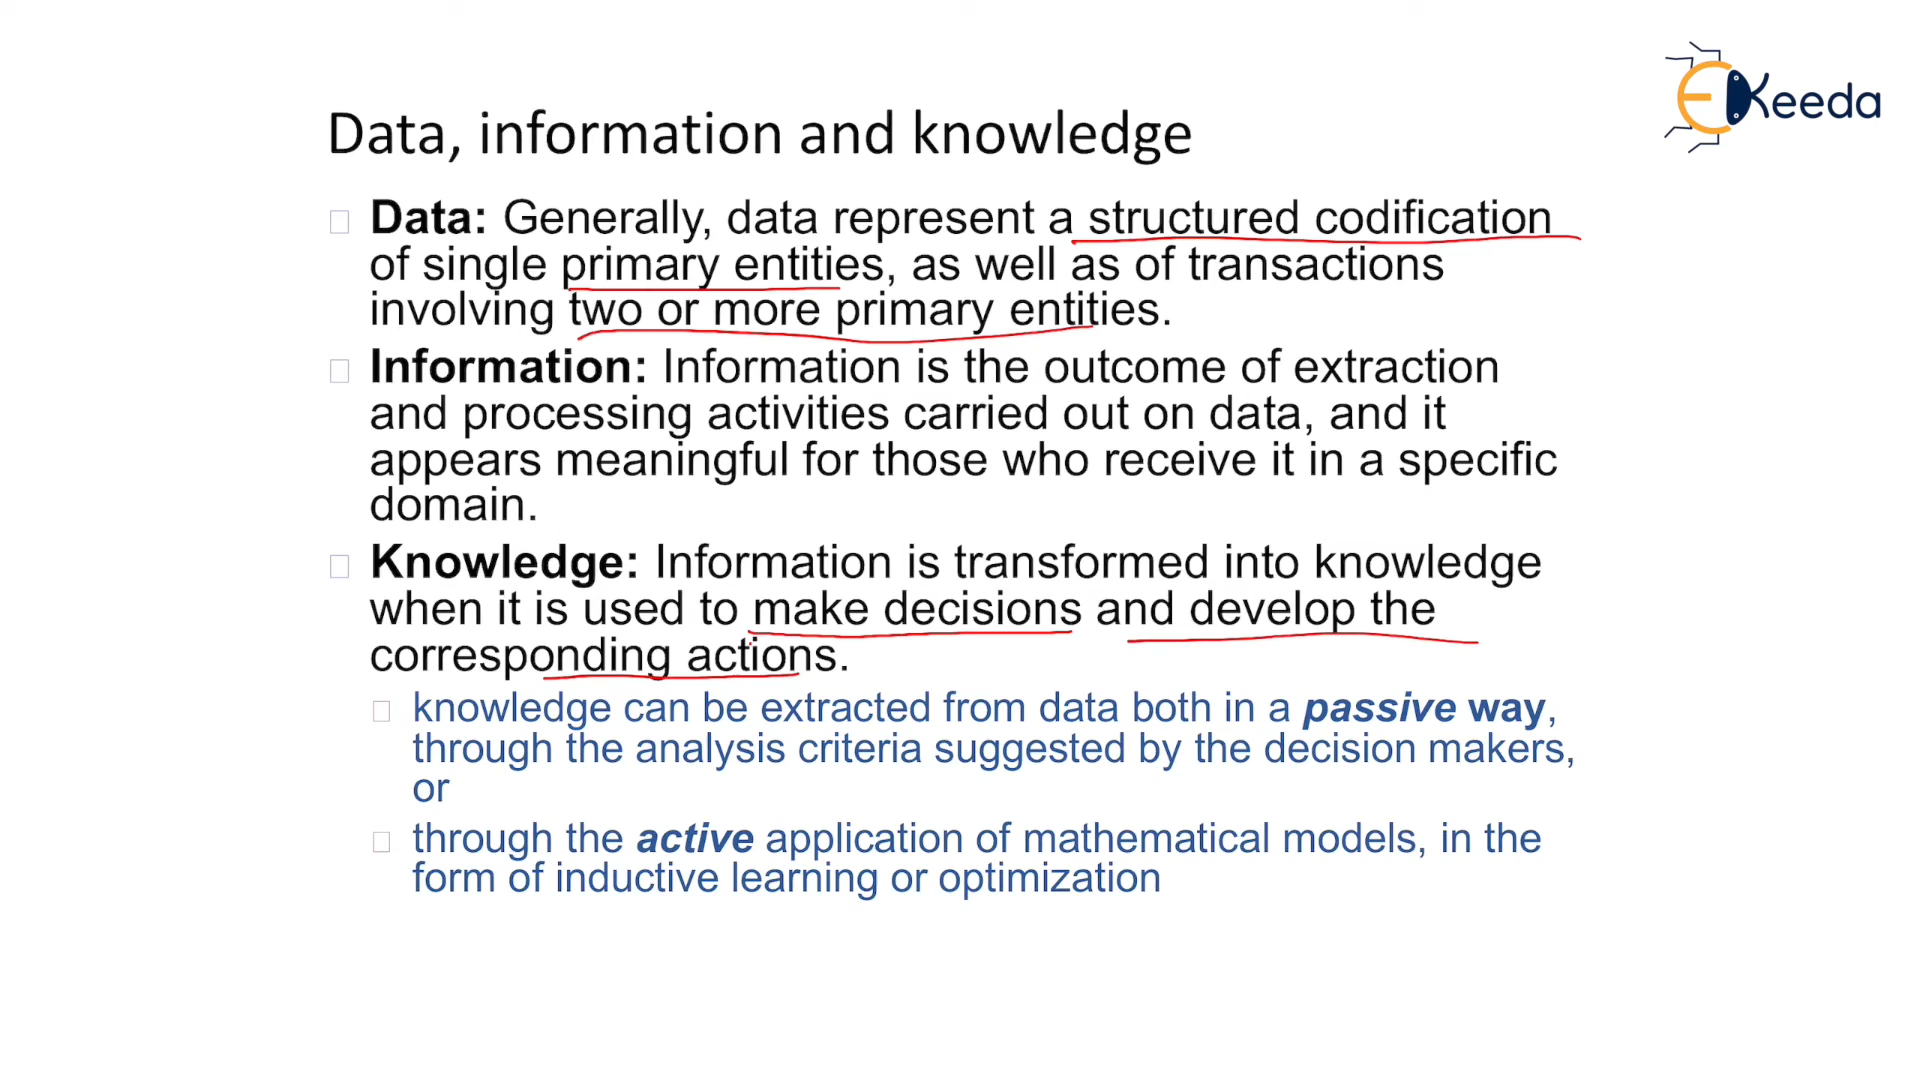 EKeeda
Data, information and knowledge
Data: Generally, data represent a structured codification
of single primary entities, as well as of transactions
involving two or more primary entities.
Information: Information is the outcome of extraction
and processing activities carried out on data, and it
appears meaningful for those who receive it in a specific
domain.
Knowledge: Information is transformed into knowledge
when it is used to make decisions and develop the
corresponding actions.
knowledge can be extracted from data both in a passive way,
through the analysis criteria suggested by the decision makers,
or
through the active application of mathematical models, in the
form of inductive learning or optimization